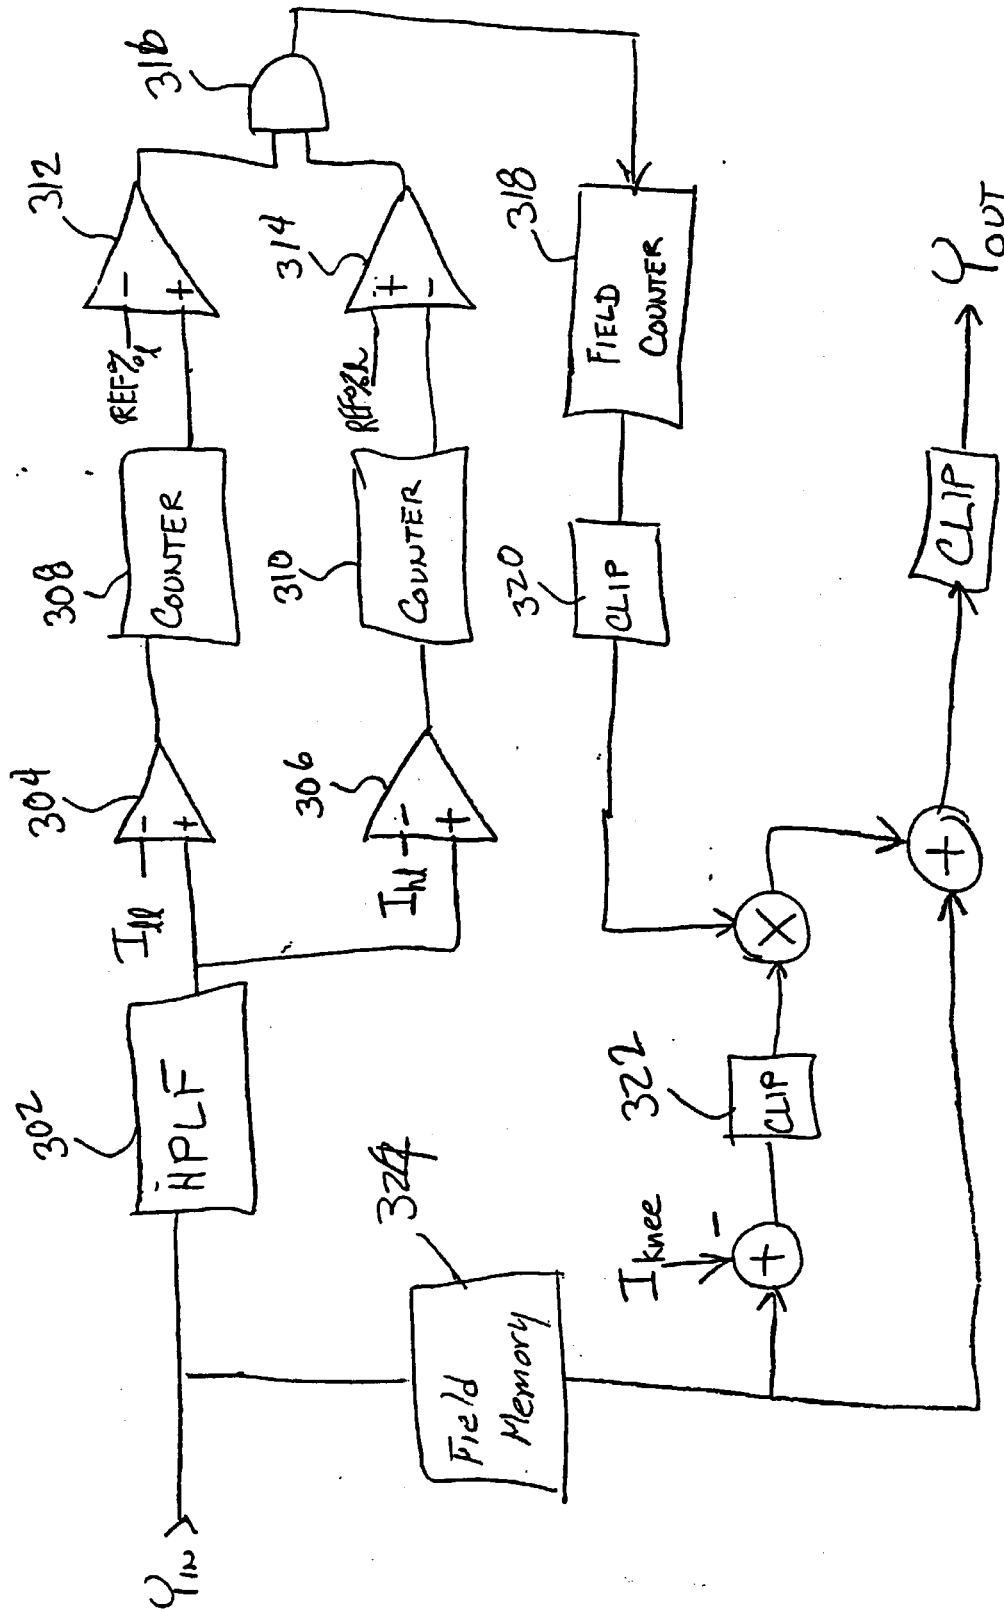 302
304
308
312
316
Y_IN
HPLF
I_ll
−
+
COUNTER
REF%l
−
+
306
310
314
I_hl
−
+
COUNTER
REF%h
+
−
324
Field
Memory
320
318
CLIP
FIELD
COUNTER
I_knee
−
+
322
CLIP
×
+
CLIP
Y_OUT